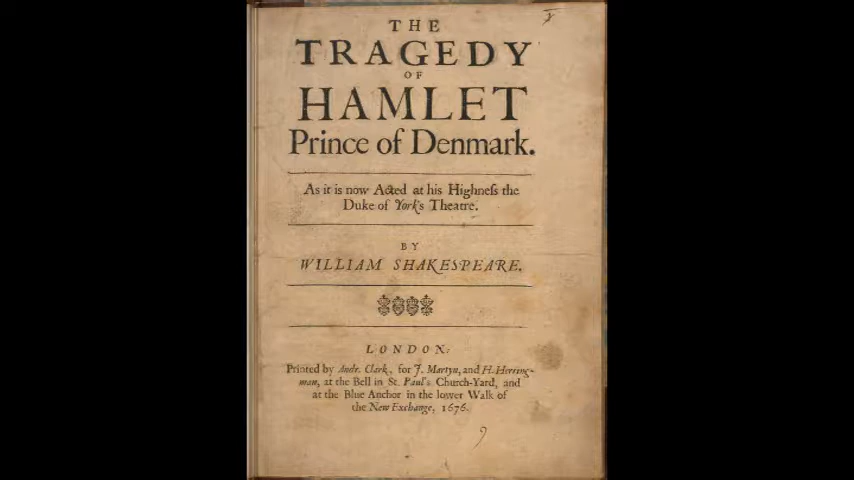 THE
TRAGEDY
OF
HAMLET
Prince of Denmark.
As it is now Acted at his Highneſs the
Duke of York's Theatre.
BY
WILLIAM SHAKESPEARE.
LONDON:
Printed by Andr. Clark, for J. Martyn, and H. Herring-
man, at the Bell in St. Paul's Church-Yard, and
at the Blue Anchor in the lower Walk of
the New Exchange, 1676.